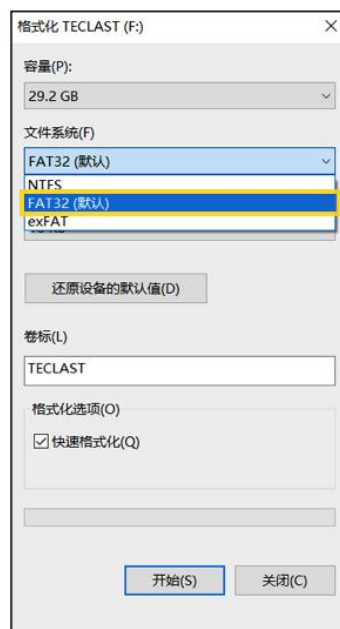 格式化 TECLAST (F:)
容量(P):
29.2 GB
文件系统(F)
FAT32 (默认)
NTFS
FAT32 (默认)
exFAT
还原设备的默认值(D)
卷标(L)
TECLAST
格式化选项(O)
快速格式化(Q)
开始(S)
关闭(C)